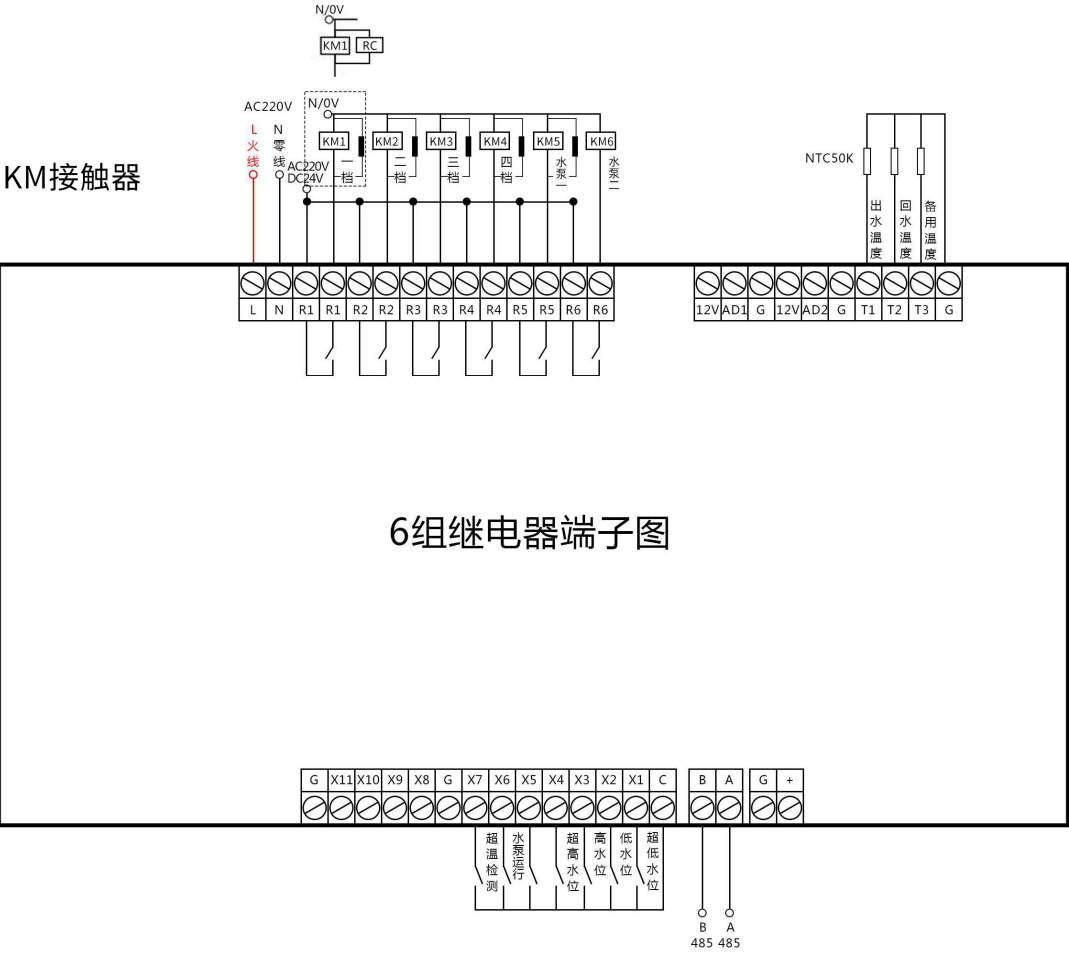 N/0V
KM1 RC
AC220V
N/0V
L火线
N零线
AC220V
DC24V
KM1 KM2 KM3 KM4 KM5 KM6
一档
二档
三档
四档
水泵一
水泵二
KM接触器
NTC50K
出水温度
回水温度
备用温度
L N R1 R1 R2 R2 R3 R3 R4 R4 R5 R5 R6 R6
12V AD1 G 12V AD2 G T1 T2 T3 G
6组继电器端子图
G X11 X10 X9 X8 G X7 X6 X5 X4 X3 X2 X1 C
B A
G +
超温检测
水泵运行
超高水位
高水位
低水位
超低水位
B A
485 485